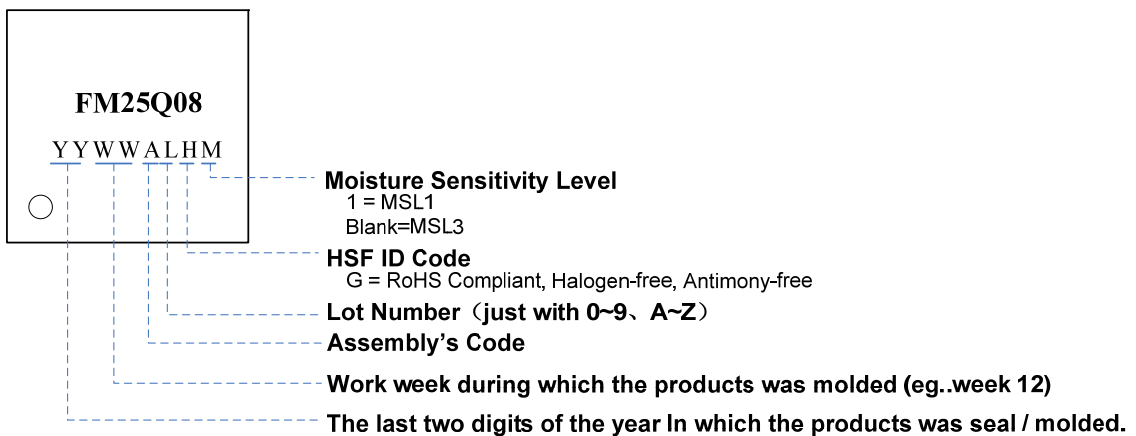 FM25Q08
YYWWALHM
Moisture Sensitivity Level
1 = MSL1
Blank=MSL3
HSF ID Code
G = RoHS Compliant, Halogen-free, Antimony-free
Lot Number（just with 0~9、A~Z）
Assembly's Code
Work week during which the products was molded (eg..week 12)
The last two digits of the year In which the products was seal / molded.